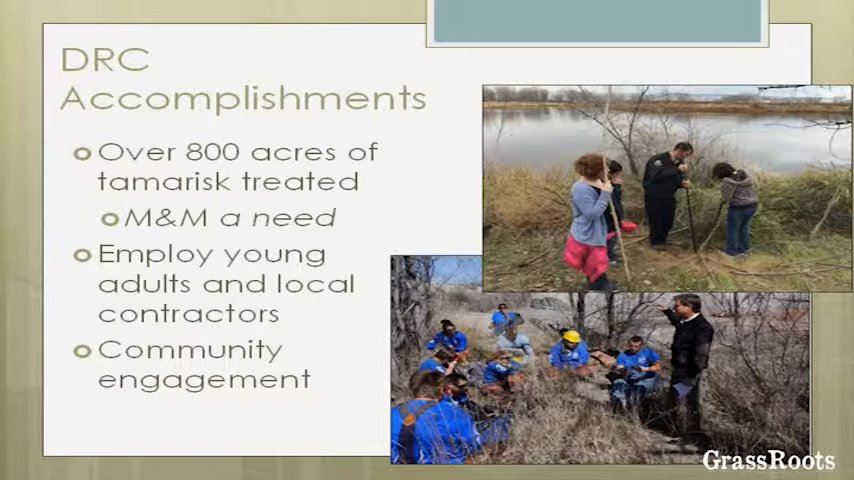 DRC
Accomplishments
Over 800 acres of
tamarisk treated
M&M a need
Employ young
adults and local
contractors
Community
engagement
GrassRoots